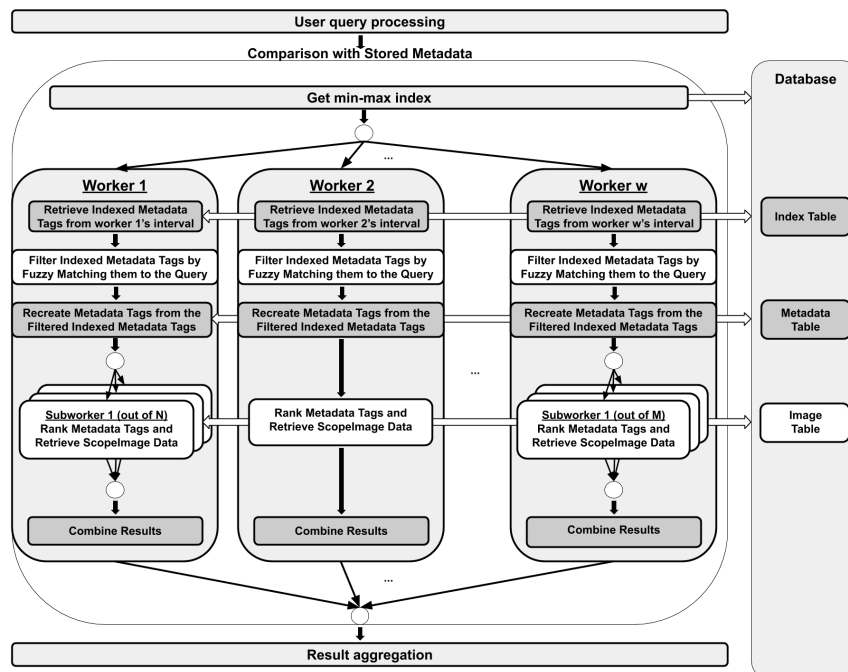 User query processing
Comparison with Stored Metadata
Database
Get min-max index
...
Worker 1
Retrieve Indexed Metadata
Tags from worker 1's interval
Filter Indexed Metadata Tags by
Fuzzy Matching them to the Query
Recreate Metadata Tags from the
Filtered Indexed Metadata Tags
Subworker 1 (out of N)
Rank Metadata Tags and
Retrieve ScopeImage Data
Combine Results
Worker 2
Retrieve Indexed Metadata
Tags from worker 2's interval
Filter Indexed Metadata Tags by
Fuzzy Matching them to the Query
Recreate Metadata Tags from the
Filtered Indexed Metadata Tags
Rank Metadata Tags and
Retrieve ScopeImage Data
Combine Results
...
Worker w
Retrieve Indexed Metadata
Tags from worker w's interval
Filter Indexed Metadata Tags by
Fuzzy Matching them to the Query
Recreate Metadata Tags from the
Filtered Indexed Metadata Tags
Subworker 1 (out of M)
Rank Metadata Tags and
Retrieve ScopeImage Data
Combine Results
Index Table
Metadata
Table
Image
Table
...
Result aggregation